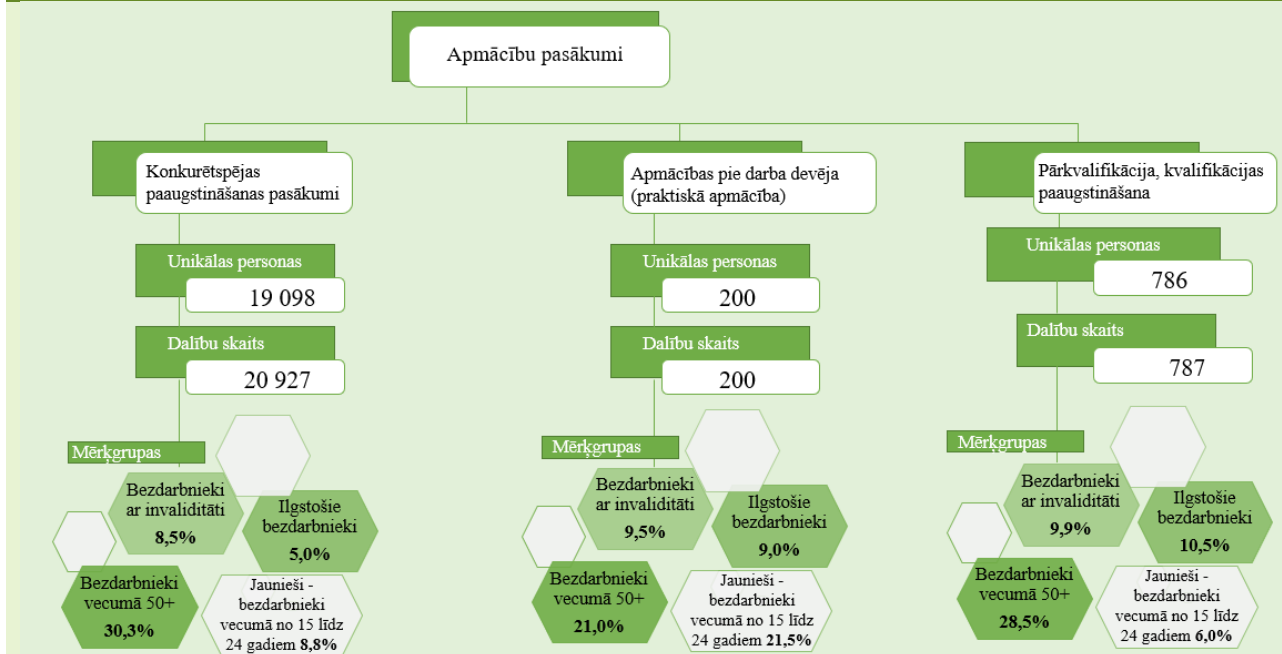 Apmācību pasākumi
Konkurētspējas
paaugstināšanas pasākumi
Unikālas personas
19 098
Dalību skaits
20 927
Mērķgrupas
Bezdarbnieki
ar invaliditāti
8,5%
Ilgstošie
bezdarbnieki
5,0%
Bezdarbnieki
vecumā 50+
30,3%
Jaunieši -
bezdarbnieki
vecumā no 15 līdz
24 gadiem 8,8%
Apmācības pie darba devēja
(praktiskā apmācība)
Unikālas personas
200
Dalību skaits
200
Mērķgrupas
Bezdarbnieki
ar invaliditāti
9,5%
Ilgstošie
bezdarbnieki
9,0%
Bezdarbnieki
vecumā 50+
21,0%
Jaunieši -
bezdarbnieki
vecumā no 15 līdz
24 gadiem 21,5%
Pārkvalifikācija, kvalifikācijas
paaugstināšana
Unikālas personas
786
Dalību skaits
787
Mērķgrupas
Bezdarbnieki
ar invaliditāti
9,9%
Ilgstošie
bezdarbnieki
10,5%
Bezdarbnieki
vecumā 50+
28,5%
Jaunieši -
bezdarbnieki
vecumā no 15 līdz
24 gadiem 6,0%